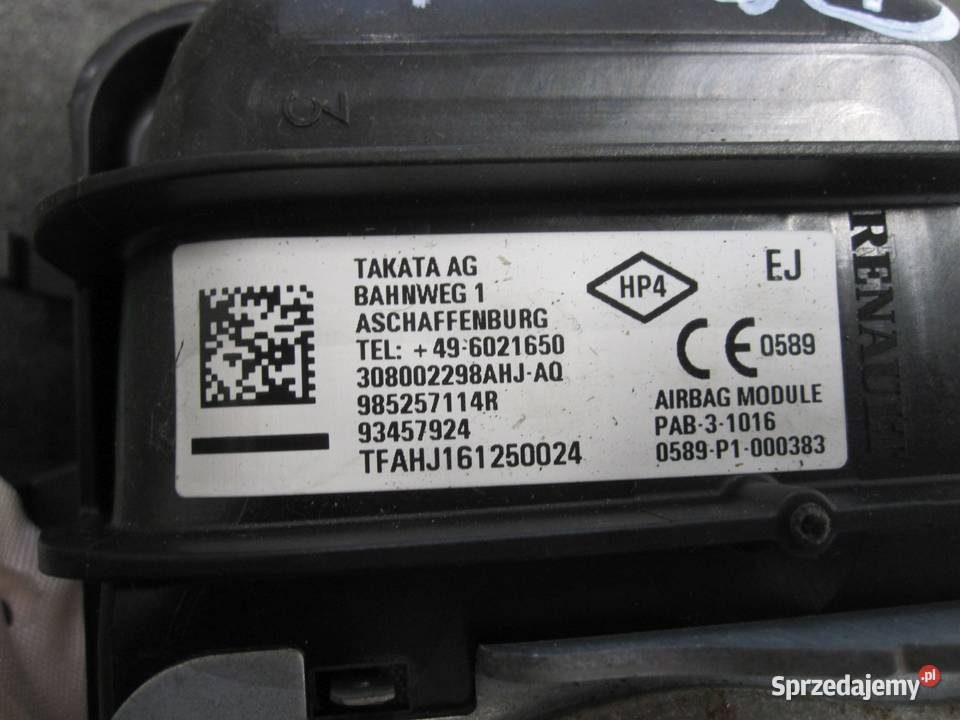 TAKATA AG
BAHNWEG 1
ASCHAFFENBURG
TEL: +49-6021650
308002298AHJ-AQ
985257114R
93457924
TFAHJ161250024
HP4
EJ
CE 0589
AIRBAG MODULE
PAB-3-1016
0589-P1-000383
RENAULT
Sprzedajemy.pl